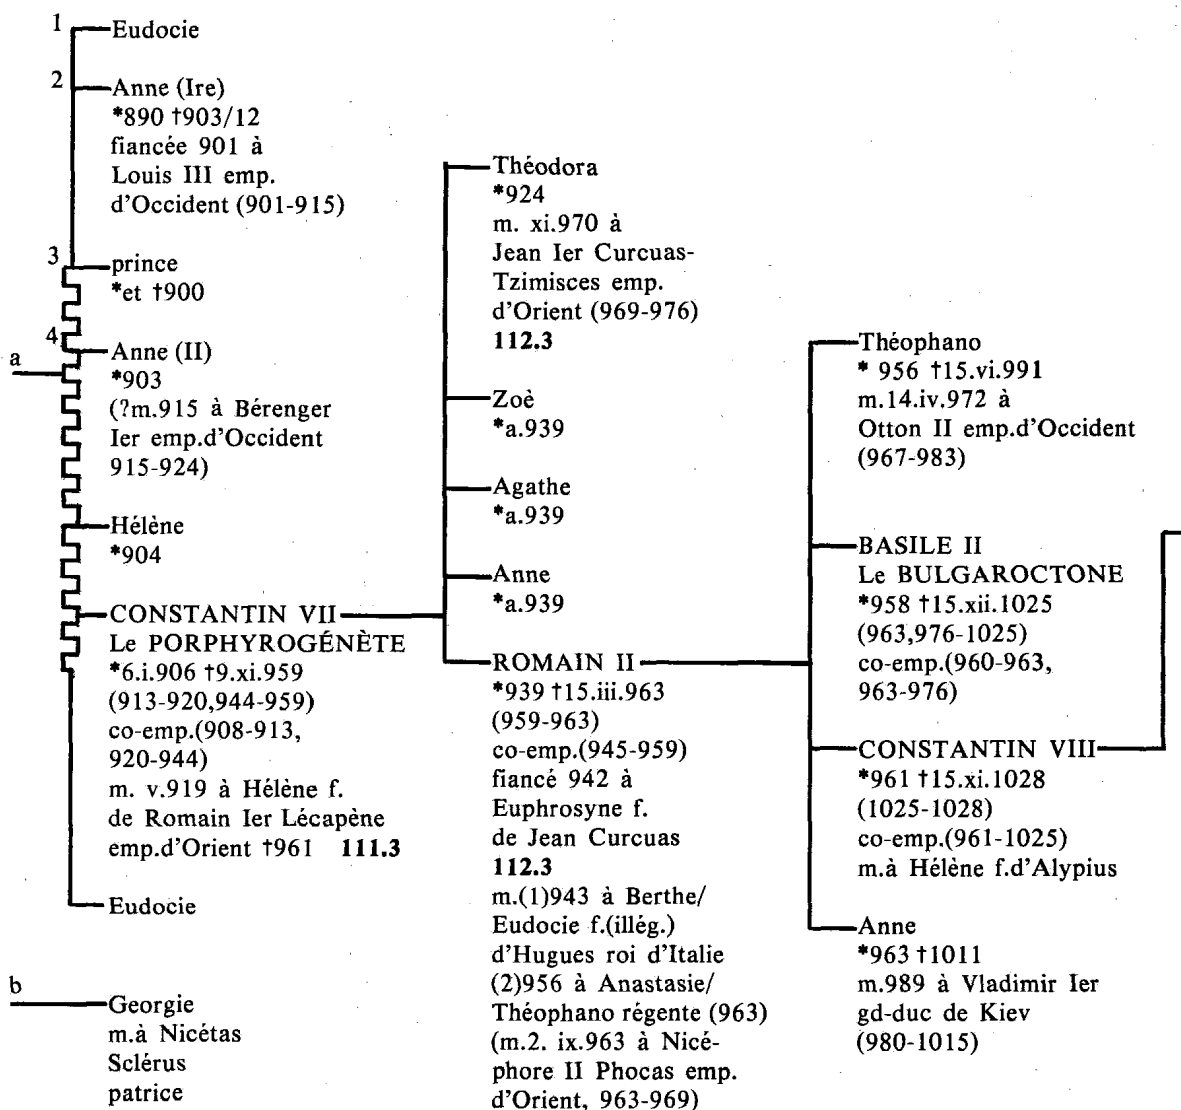 1
Eudocie
2
Anne (Ire)
*890 †903/12
fiancée 901 à
Louis III emp.
d'Occident (901-915)
3
prince
*et †900
4
a
Anne (II)
*903
(?m.915 à Bérenger
Ier emp.d'Occident
915-924)
Hélène
*904
CONSTANTIN VII
Le PORPHYROGÉNÈTE
*6.i.906 †9.xi.959
(913-920,944-959)
co-emp.(908-913,
920-944)
m. v.919 à Hélène f.
de Romain Ier Lécapène
emp.d'Orient †961 111.3
Eudocie
b
Georgie
m.à Nicétas
Sclérus
patrice
Théodora
*924
m. xi.970 à
Jean Ier Curcuas-
Tzimisces emp.
d'Orient (969-976)
112.3
Zoè
*a.939
Agathe
*a.939
Anne
*a.939
ROMAIN II
*939 †15.iii.963
(959-963)
co-emp.(945-959)
fiancé 942 à
Euphrosyne f.
de Jean Curcuas
112.3
m.(1)943 à Berthe/
Eudocie f.(illég.)
d'Hugues roi d'Italie
(2)956 à Anastasie/
Théophano régente (963)
(m.2. ix.963 à Nicé-
phore II Phocas emp.
d'Orient, 963-969)
Théophano
* 956 †15.vi.991
m.14.iv.972 à
Otton II emp.d'Occident
(967-983)
BASILE II
Le BULGAROCTONE
*958 †15.xii.1025
(963,976-1025)
co-emp.(960-963,
963-976)
CONSTANTIN VIII
*961 †15.xi.1028
(1025-1028)
co-emp.(961-1025)
m.à Hélène f.d'Alypius
Anne
*963 †1011
m.989 à Vladimir Ier
gd-duc de Kiev
(980-1015)